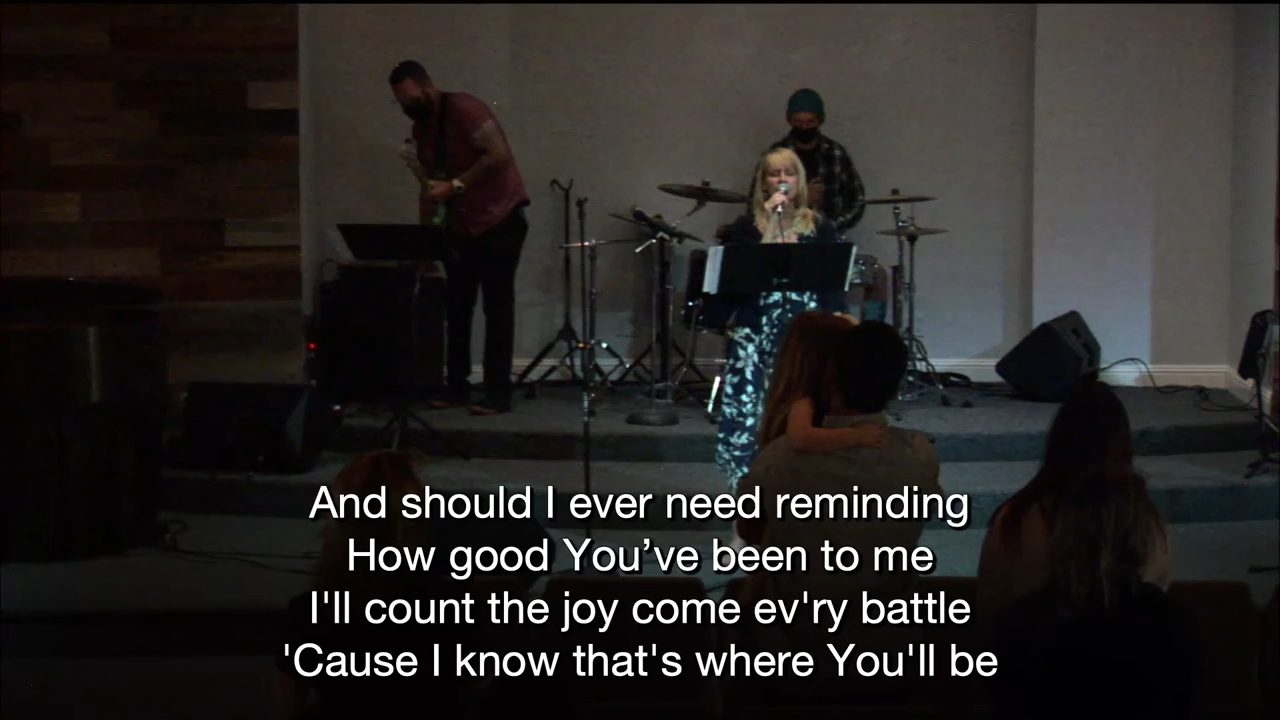 And should I ever need reminding
How good You’ve been to me
I'll count the joy come ev'ry battle
'Cause I know that's where You'll be